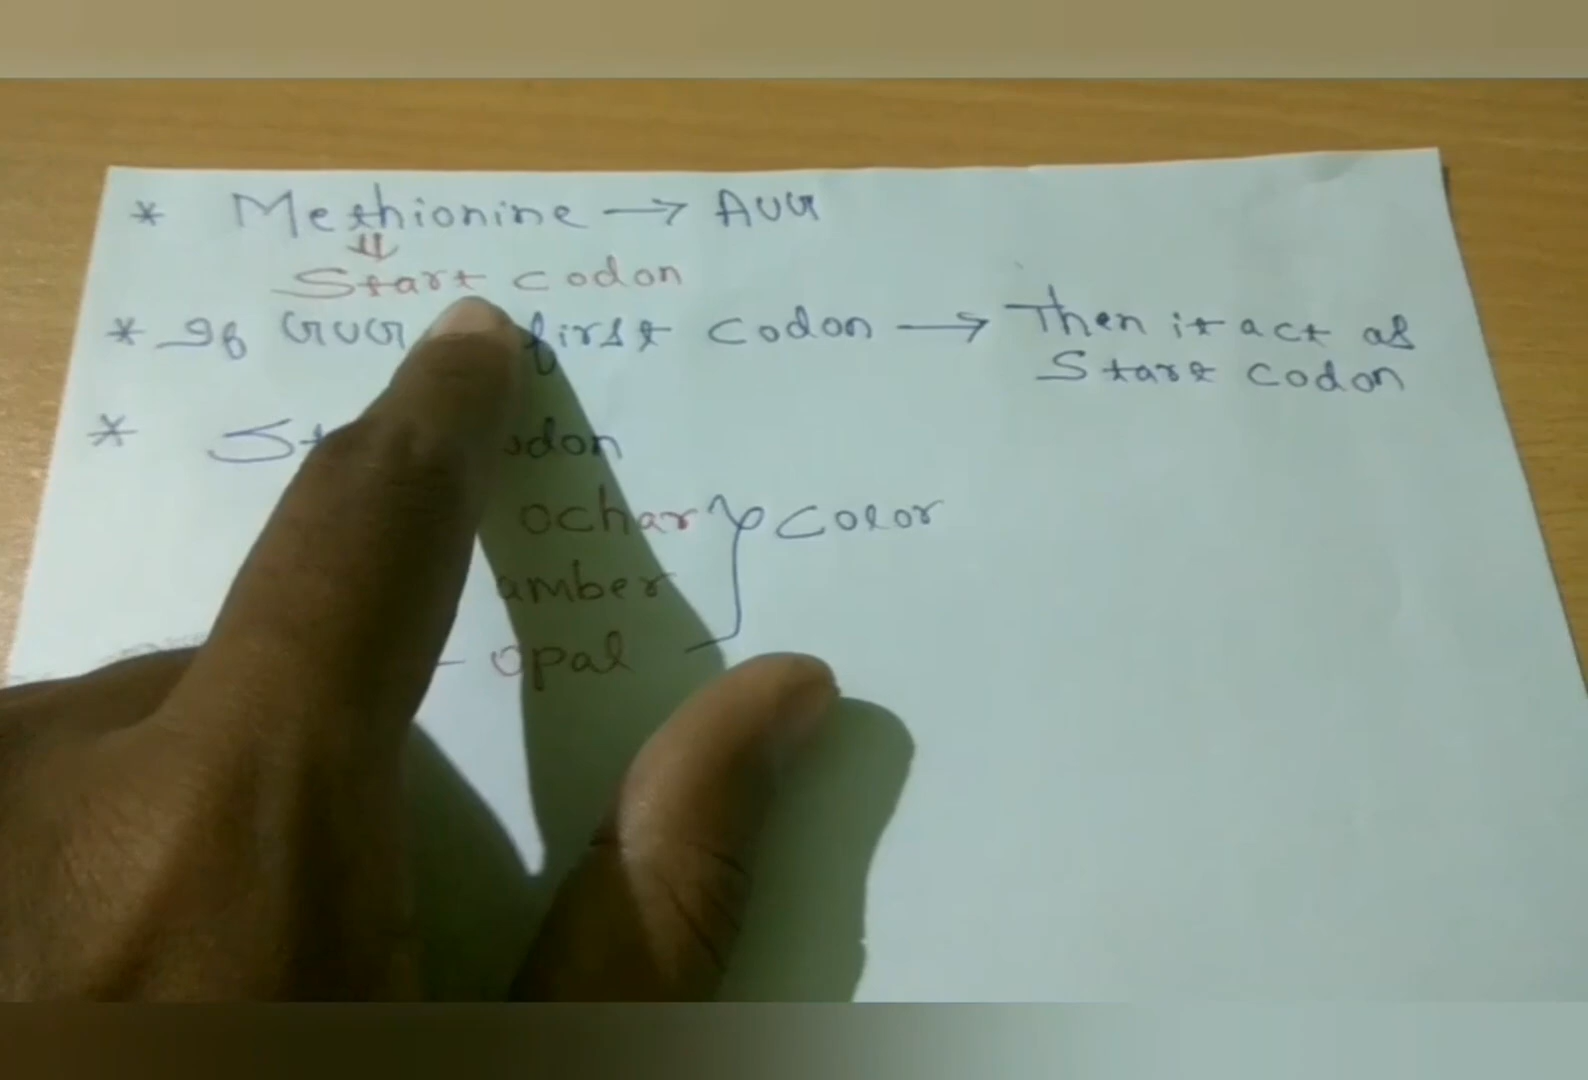 * Methionine → AUG
⇓
Start codon
* If GUG first codon → Then it act as
Start codon
* St odon
ochar color
amber
- opal